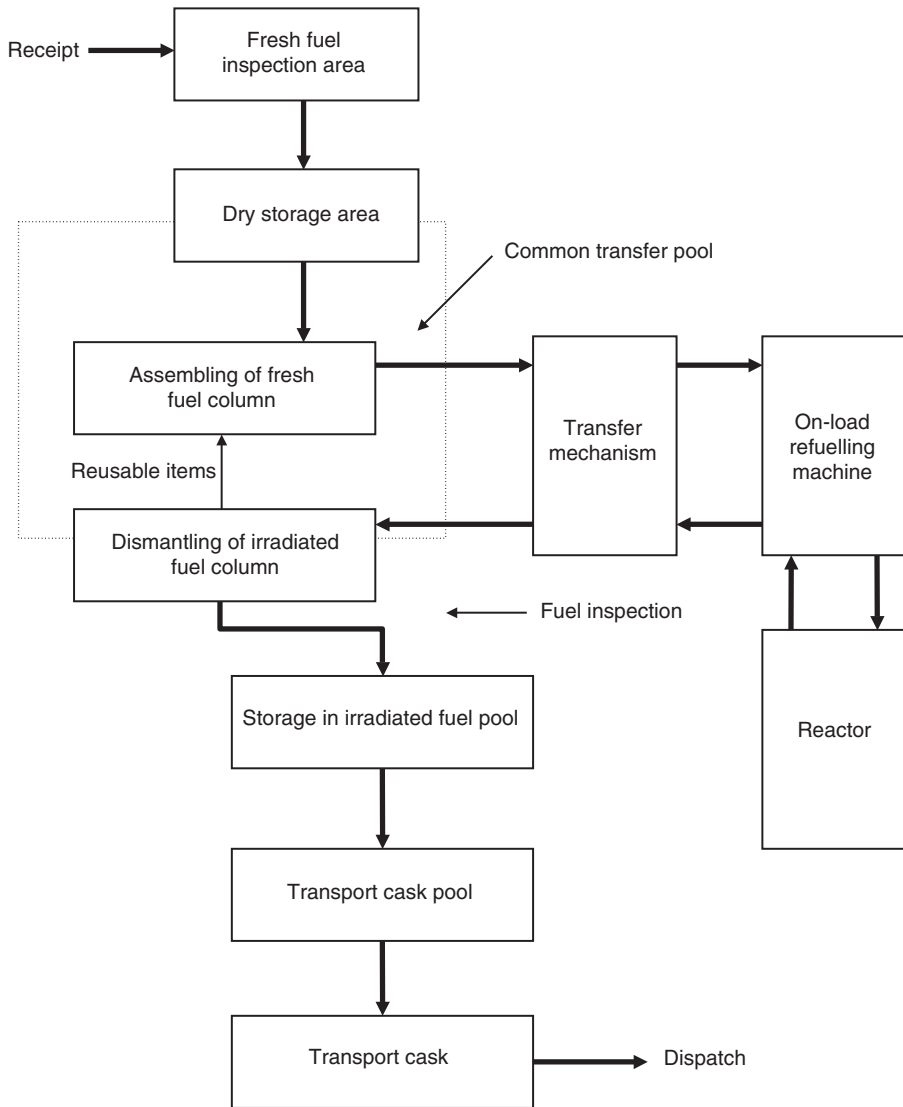 Receipt
Fresh fuel
inspection area
Dry storage area
Common transfer pool
Assembling of fresh
fuel column
Transfer
mechanism
On-load
refuelling
machine
Reusable items
Dismantling of irradiated
fuel column
Fuel inspection
Storage in irradiated fuel pool
Reactor
Transport cask pool
Transport cask
Dispatch